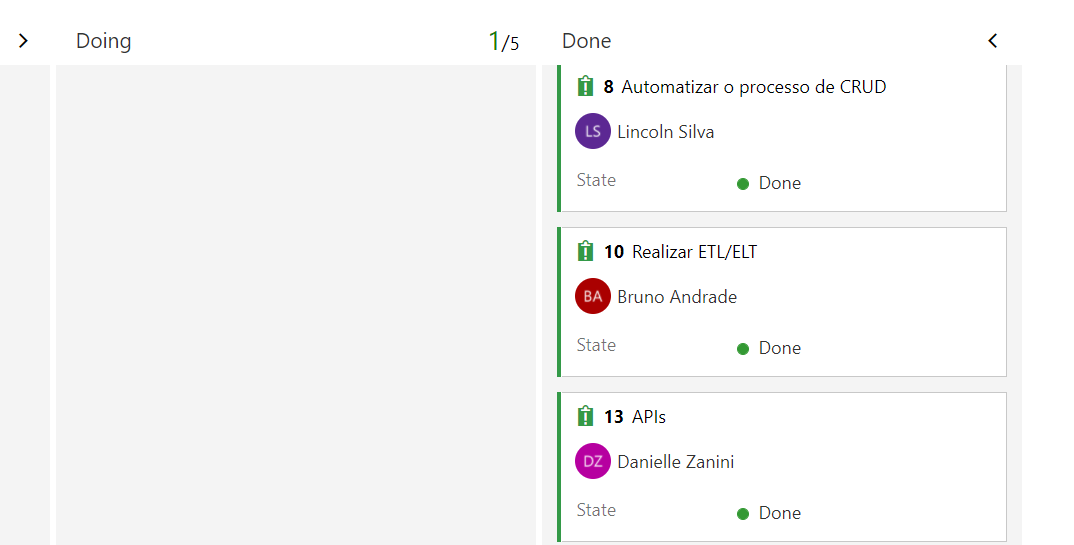 Doing 1/5
Done
8 Automatizar o processo de CRUD
LS Lincoln Silva
State Done
10 Realizar ETL/ELT
BA Bruno Andrade
State Done
13 APIs
DZ Danielle Zanini
State Done